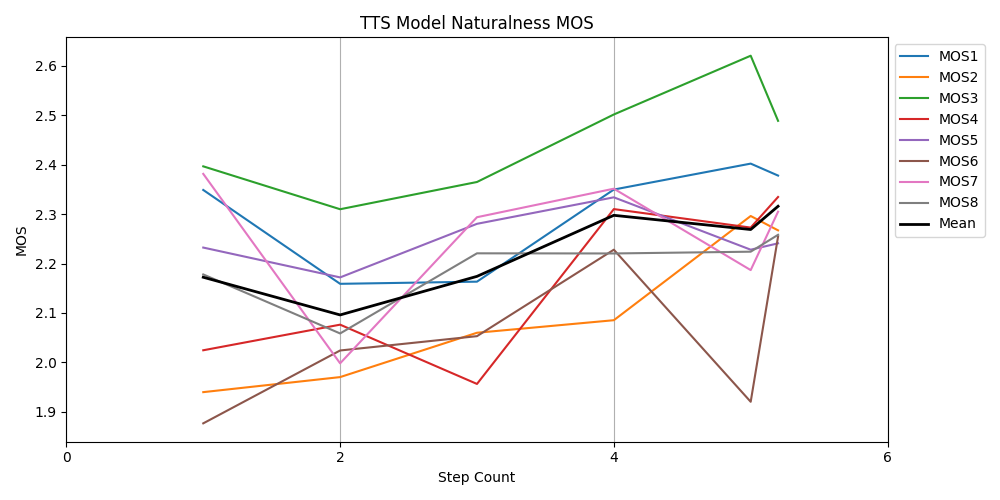 TTS Model Naturalness MOS
MOS
2.6
2.5
2.4
2.3
2.2
2.1
2.0
1.9
0
2
4
6
Step Count
MOS1
MOS2
MOS3
MOS4
MOS5
MOS6
MOS7
MOS8
Mean